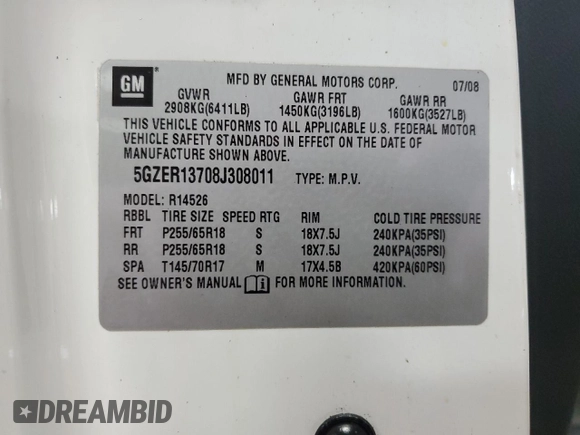 GM
MFD BY GENERAL MOTORS CORP. 07/08
GVWR GAWR FRT GAWR RR
2908KG(6411LB) 1450KG(3196LB) 1600KG(3527LB)
THIS VEHICLE CONFORMS TO ALL APPLICABLE U.S. FEDERAL MOTOR
VEHICLE SAFETY STANDARDS IN EFFECT ON THE DATE OF
MANUFACTURE SHOWN ABOVE.
5GZER13708J308011 TYPE: M.P.V.
MODEL: R14526
RBBL TIRE SIZE SPEED RTG RIM COLD TIRE PRESSURE
FRT P255/65R18 S 18X7.5J 240KPA(35PSI)
RR P255/65R18 S 18X7.5J 240KPA(35PSI)
SPA T145/70R17 M 17X4.5B 420KPA(60PSI)
SEE OWNER'S MANUAL FOR MORE INFORMATION.
DREAMBID